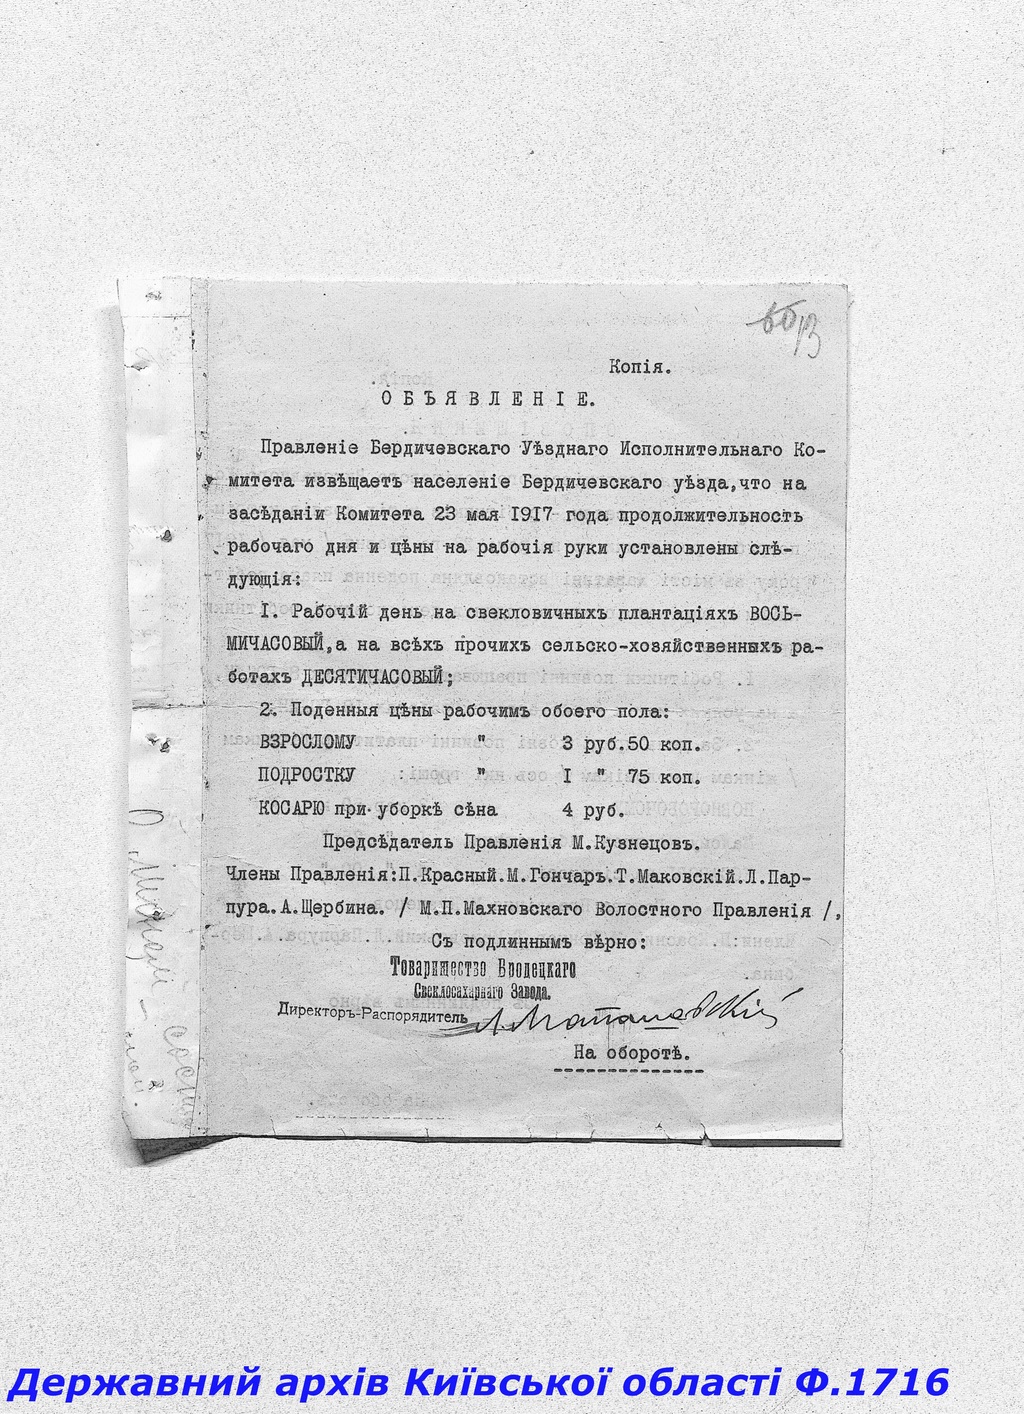 13
Копія.
ОБЪЯВЛЕНІЕ.
Правленіе Бердичевскаго Уѣзднаго Исполнительнаго Ко-
митета извѣщаетъ населеніе Бердичевскаго уѣзда,что на
засѣданіи Комитета 23 мая 1917 года продолжительность
рабочаго дня и цѣны на рабочія руки установлены слѣ-
дующія:
I. Рабочій день на свекловичныхъ плантаціяхъ ВОСЬ-
МИЧАСОВЫЙ,а на всѣхъ прочихъ сельско-хозяйственныхъ ра-
ботахъ ДЕСЯТИЧАСОВЫЙ;
2. Поденныя цѣны рабочимъ обоего пола:
ВЗРОСЛОМУ " 3 руб.50 коп.
ПОДРОСТКУ " I " 75 коп.
КОСАРЮ при уборкѣ сѣна 4 руб.
Предсѣдатель Правленія М.Кузнецовъ.
Члены Правленія:П.Красный.М.Гончаръ.Т.Маковскій.Л.Пар-
пура.А.Щербина. / М.П.Махновскаго Волостного Правленія /,
Съ подлиннымъ вѣрно:
Товарищество Бродецкаго
Свеклосахарнаго Завода.
Директоръ-Распорядитель
На оборотѣ.
Державний архів Київської області Ф.1716